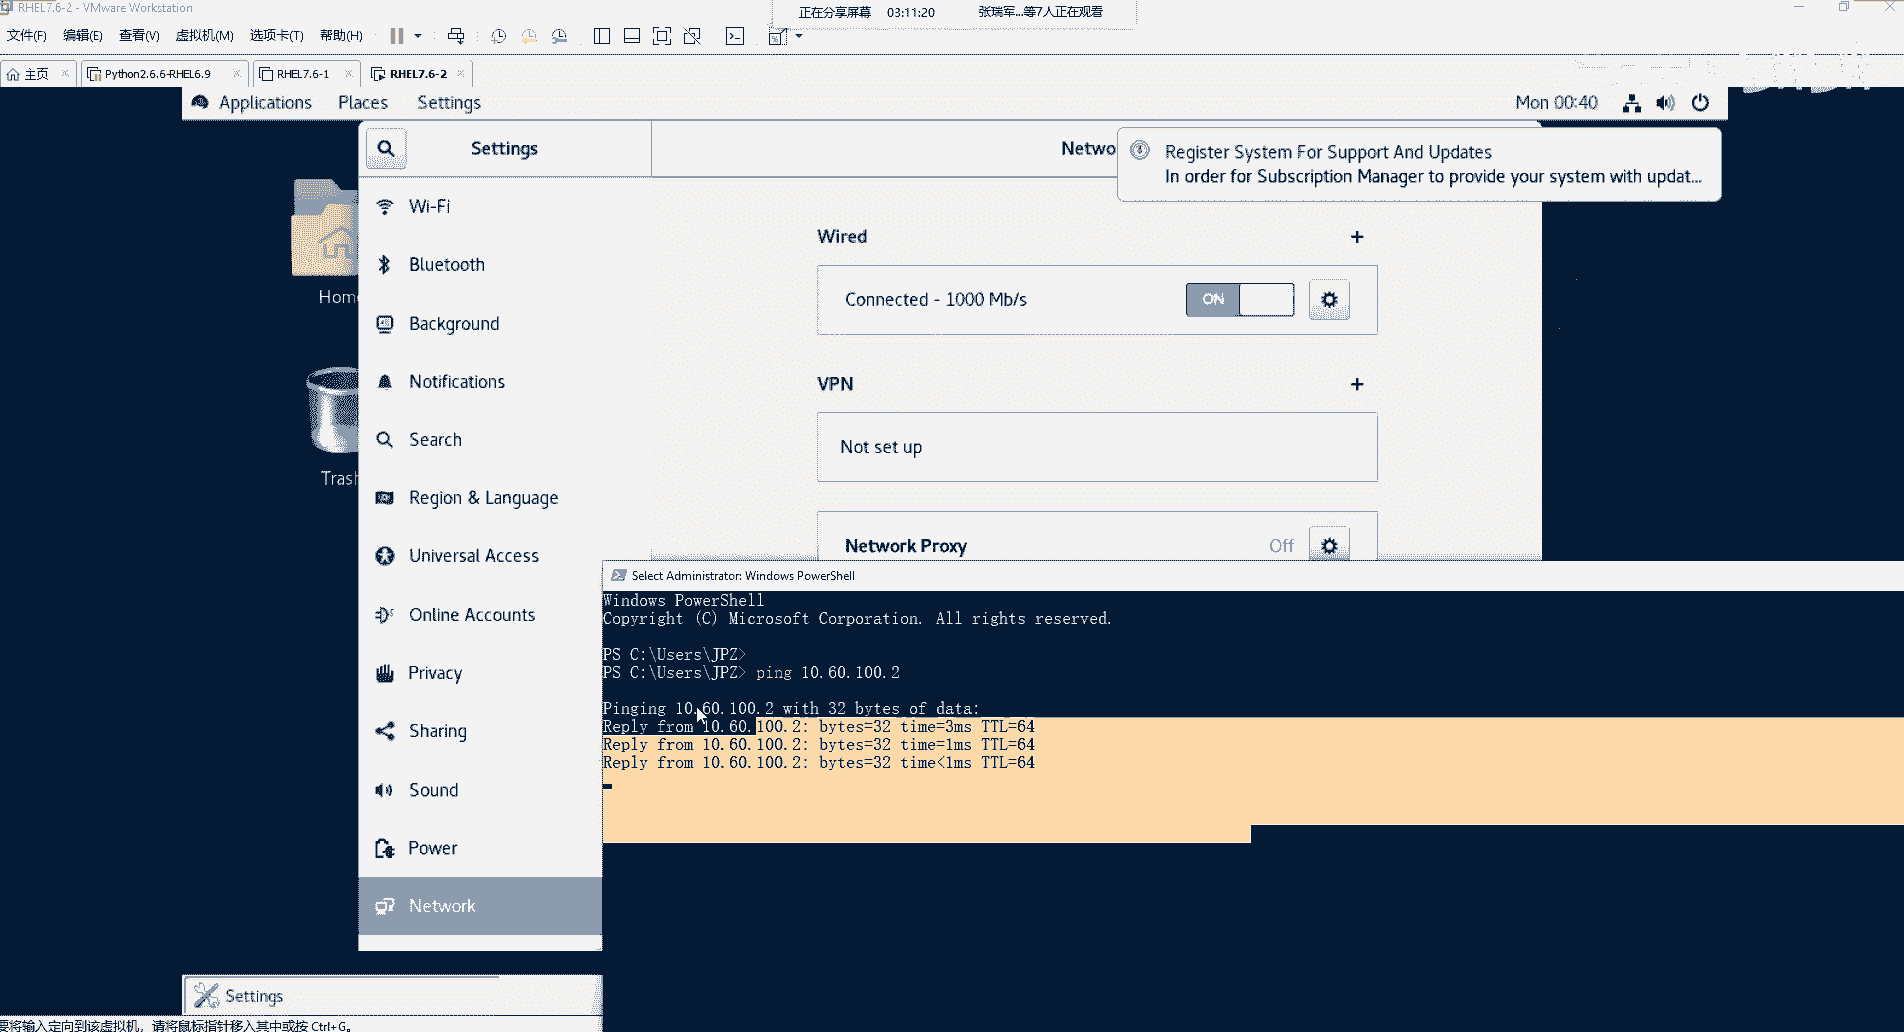 RHEL7.6-2 - VMware Workstation
正在分享屏幕 03:11:20 张瑞军...等7人正在观看
文件(F) 编辑(E) 查看(V) 虚拟机(M) 选项卡(T) 帮助(H)
主页 Python2.6.6-RHEL6.9 RHEL7.6-1 RHEL7.6-2
Applications Places Settings Mon 00:40
Settings
Netwo
Register System For Support And Updates
In order for Subscription Manager to provide your system with updat...
Home
Trash
Wi-Fi
Bluetooth
Background
Notifications
Search
Region & Language
Universal Access
Online Accounts
Privacy
Sharing
Sound
Power
Network
Wired
Connected - 1000 Mb/s ON
VPN
Not set up
Network Proxy Off
Select Administrator: Windows PowerShell
Windows PowerShell
Copyright (C) Microsoft Corporation. All rights reserved.
PS C:\Users\JPZ>
PS C:\Users\JPZ> ping 10.60.100.2
Pinging 10.60.100.2 with 32 bytes of data:
Reply from 10.60.100.2: bytes=32 time=3ms TTL=64
Reply from 10.60.100.2: bytes=32 time=1ms TTL=64
Reply from 10.60.100.2: bytes=32 time<1ms TTL=64
Settings
要将输入定向到该虚拟机，请将鼠标指针移入其中或按 Ctrl+G。